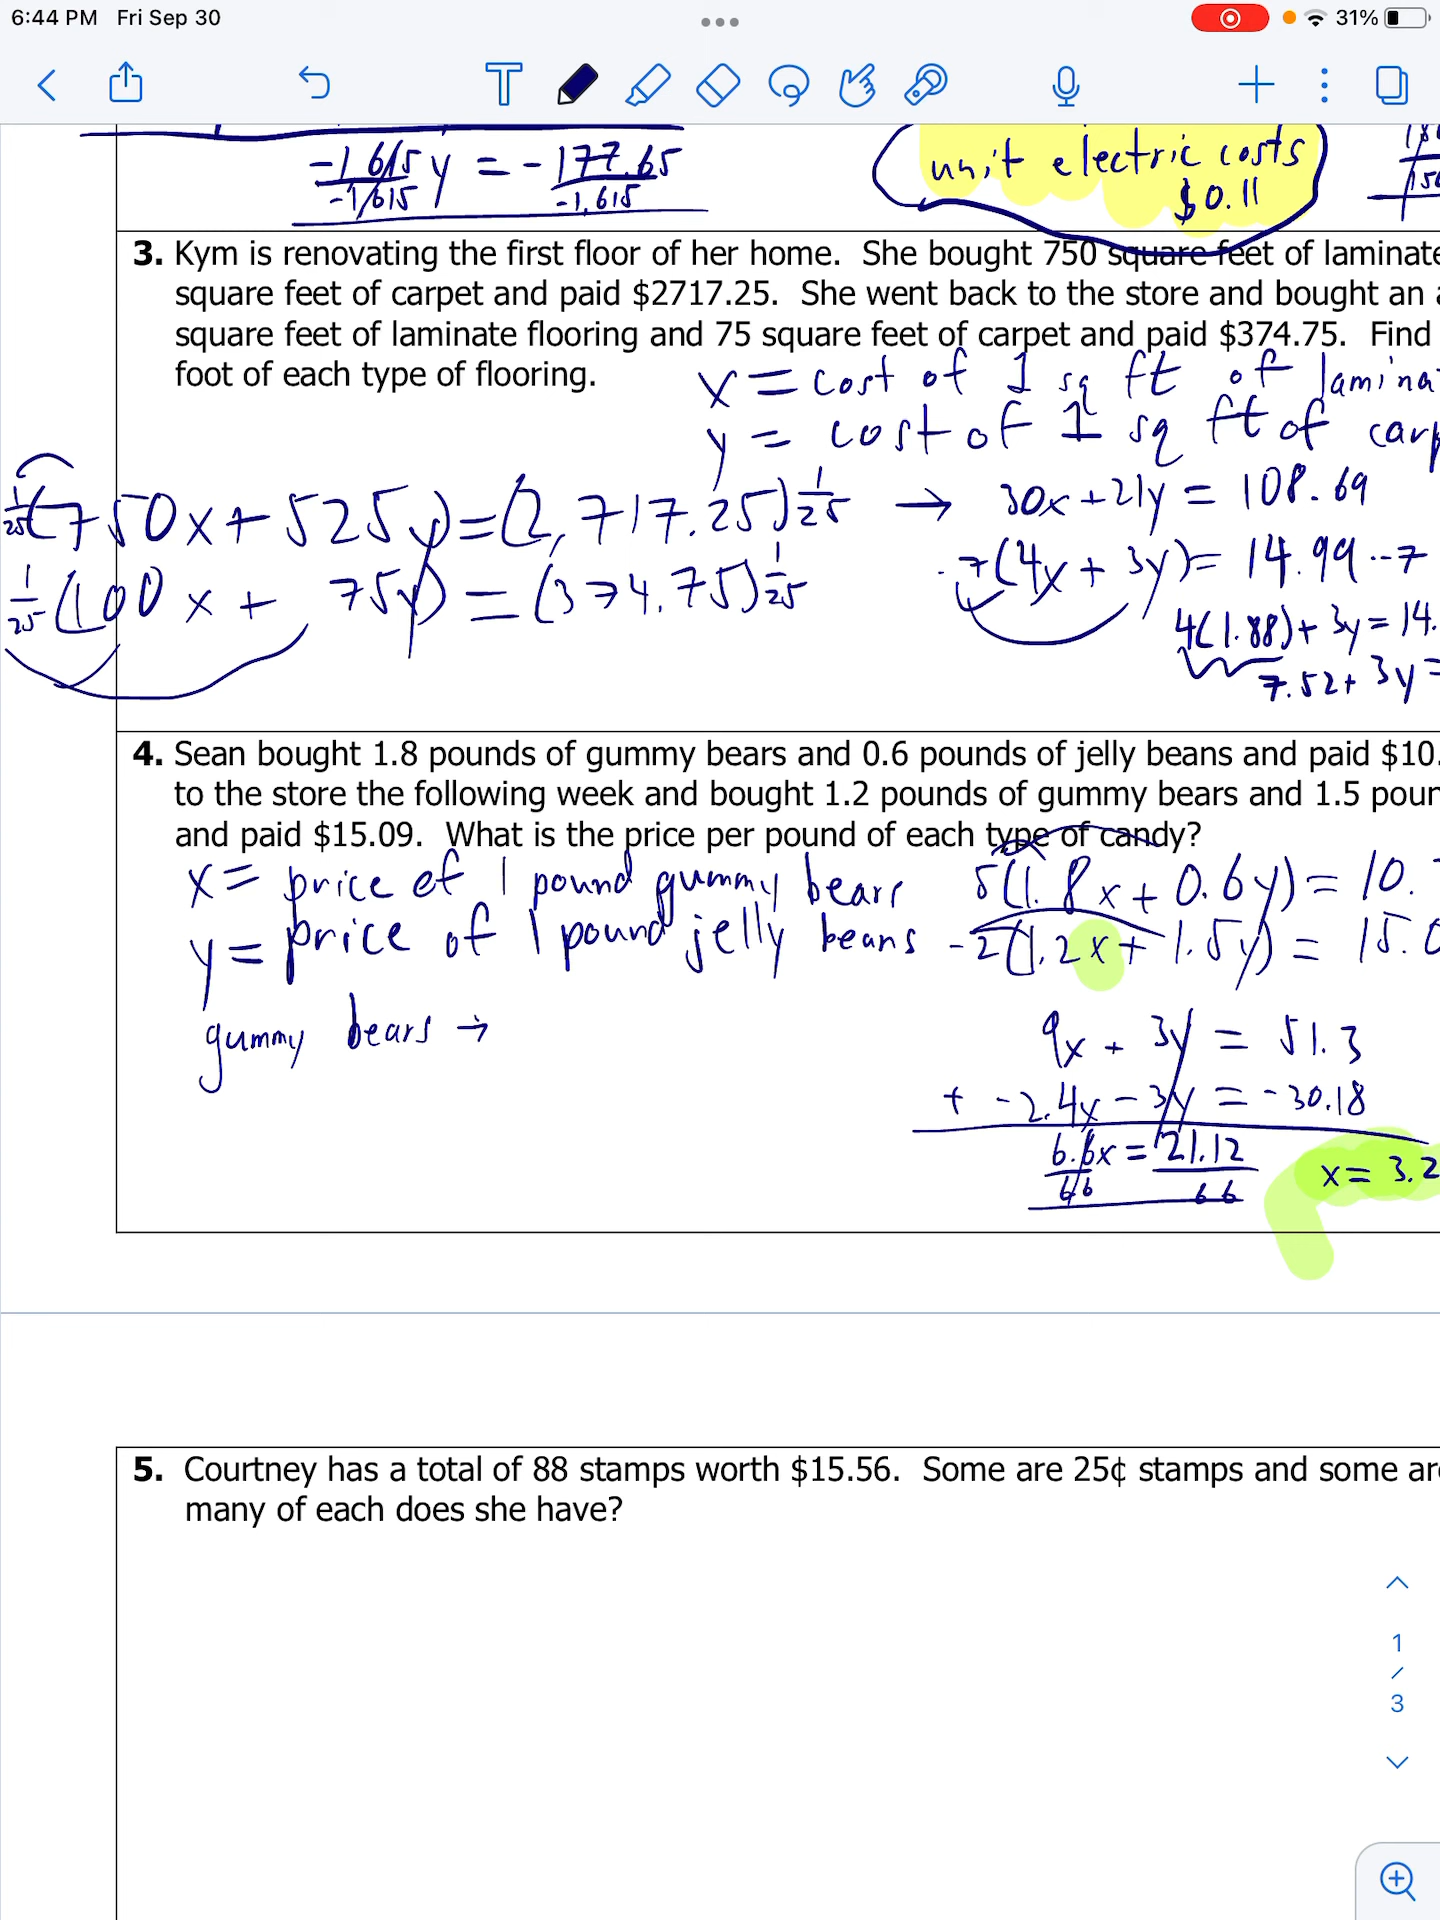 6:44 PM Fri Sep 30
31%
T
-1.615y = -177.65
-1.615 -1.615
unit electric costs
$0.11
3. Kym is renovating the first floor of her home. She bought 750 square feet of laminate
square feet of carpet and paid $2717.25. She went back to the store and bought an
square feet of laminate flooring and 75 square feet of carpet and paid $374.75. Find
foot of each type of flooring.
x = cost of 1 sq ft of lamina
y = cost of 1 sq ft of carp
1/25(750x + 525y) = (2,717.25)1/25 → 30x + 21y = 108.69
1/25(100x + 75y) = (374.75)1/25
-7(4x + 3y) = 14.99 · -7
4(1.88) + 3y = 14.
7.52 + 3y =
4. Sean bought 1.8 pounds of gummy bears and 0.6 pounds of jelly beans and paid $10.
to the store the following week and bought 1.2 pounds of gummy bears and 1.5 poun
and paid $15.09. What is the price per pound of each type of candy?
x = price of 1 pound gummy bears
5(1.8x + 0.6y) = 10.
y = price of 1 pound jelly beans
-2(1.2x + 1.5y) = 15.0
gummy bears →
9x + 3y = 51.3
+ -2.4x - 3y = -30.18
6.6x = 21.12
6.6 6.6
x = 3.2
5. Courtney has a total of 88 stamps worth $15.56. Some are 25¢ stamps and some are
many of each does she have?
1
/
3